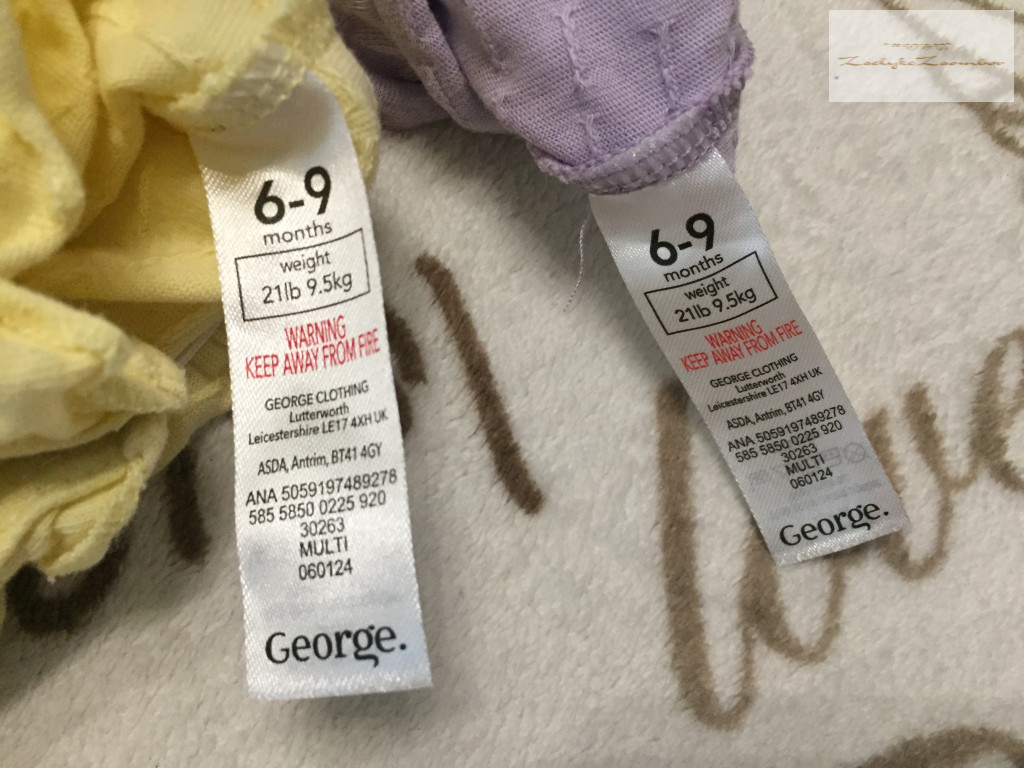 6-9
months
weight
21lb 9.5kg
WARNING
KEEP AWAY FROM FIRE
GEORGE CLOTHING
Lutterworth
Leicestershire LE17 4XH UK
ASDA, Antrim, BT41 4GY
ANA 5059197489278
585 5850 0225 920
30263
MULTI
060124
George.
6-9
months
weight
21lb 9.5kg
WARNING
KEEP AWAY FROM FIRE
GEORGE CLOTHING
Lutterworth
Leicestershire LE17 4XH UK
ASDA, Antrim, BT41 4GY
ANA 5059197489278
585 5850 0225 920
30263
MULTI
060124
George.